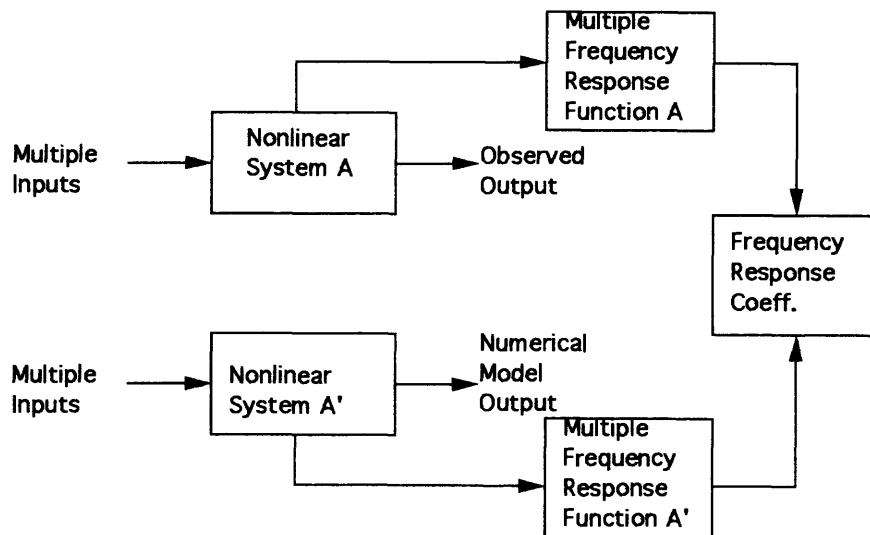 Multiple
Frequency
Response
Function A
Multiple
Inputs
Nonlinear
System A
Observed
Output
Frequency
Response
Coeff.
Multiple
Inputs
Nonlinear
System A'
Numerical
Model
Output
Multiple
Frequency
Response
Function A'